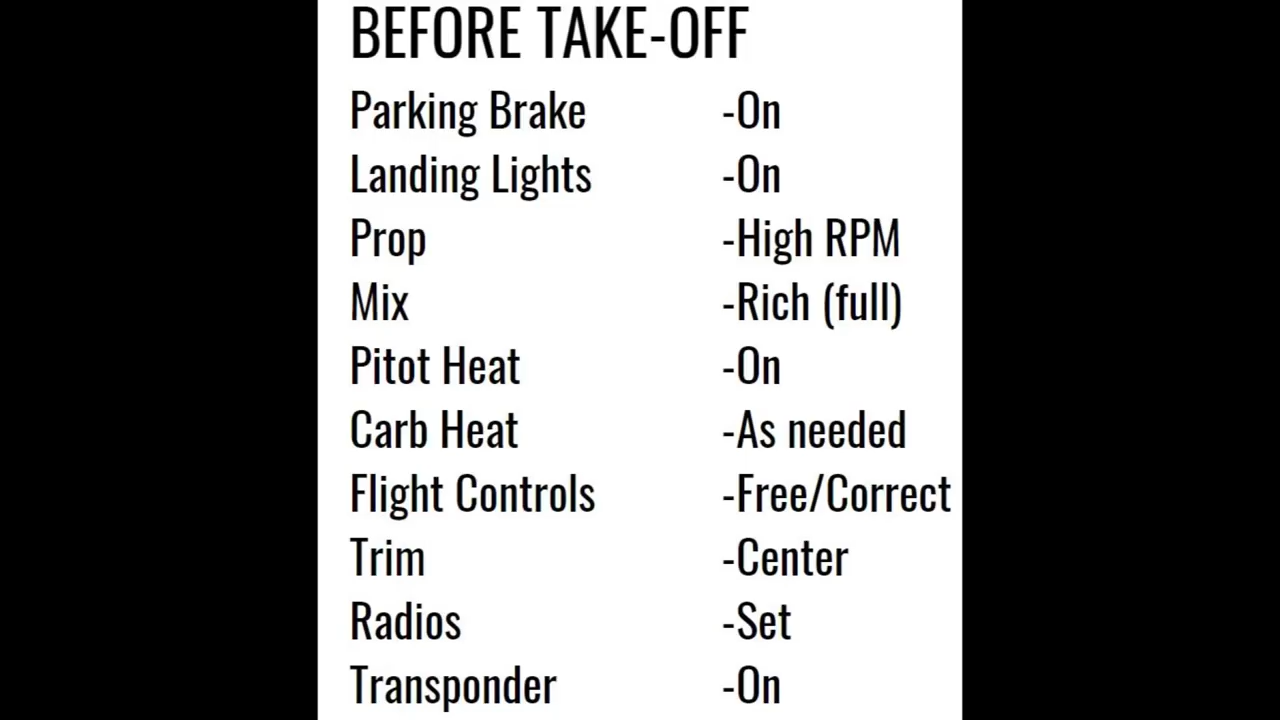 BEFORE TAKE-OFF
Parking Brake -On
Landing Lights -On
Prop -High RPM
Mix -Rich (full)
Pitot Heat -On
Carb Heat -As needed
Flight Controls -Free/Correct
Trim -Center
Radios -Set
Transponder -On